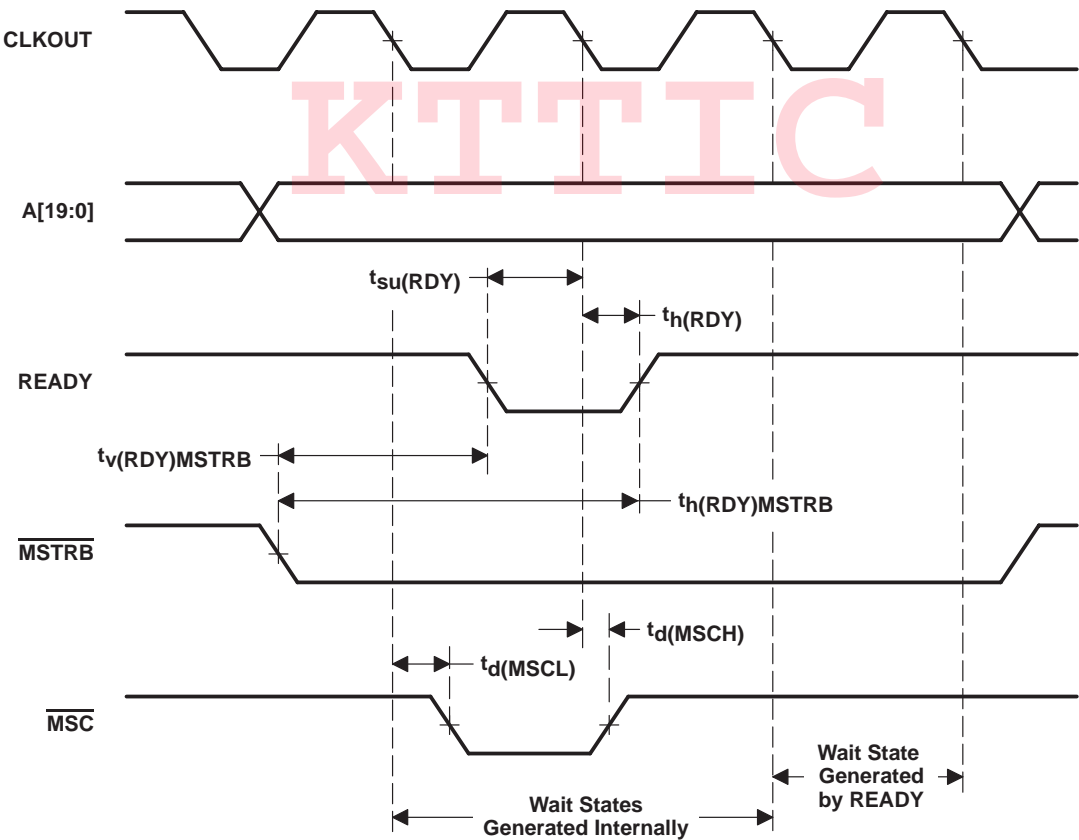 CLKOUT
KTTIC
A[19:0]
tsu(RDY)
th(RDY)
READY
tv(RDY)MSTRB
th(RDY)MSTRB
MSTRB
td(MSCH)
td(MSCL)
MSC
Wait State
Generated
by READY
Wait States
Generated Internally